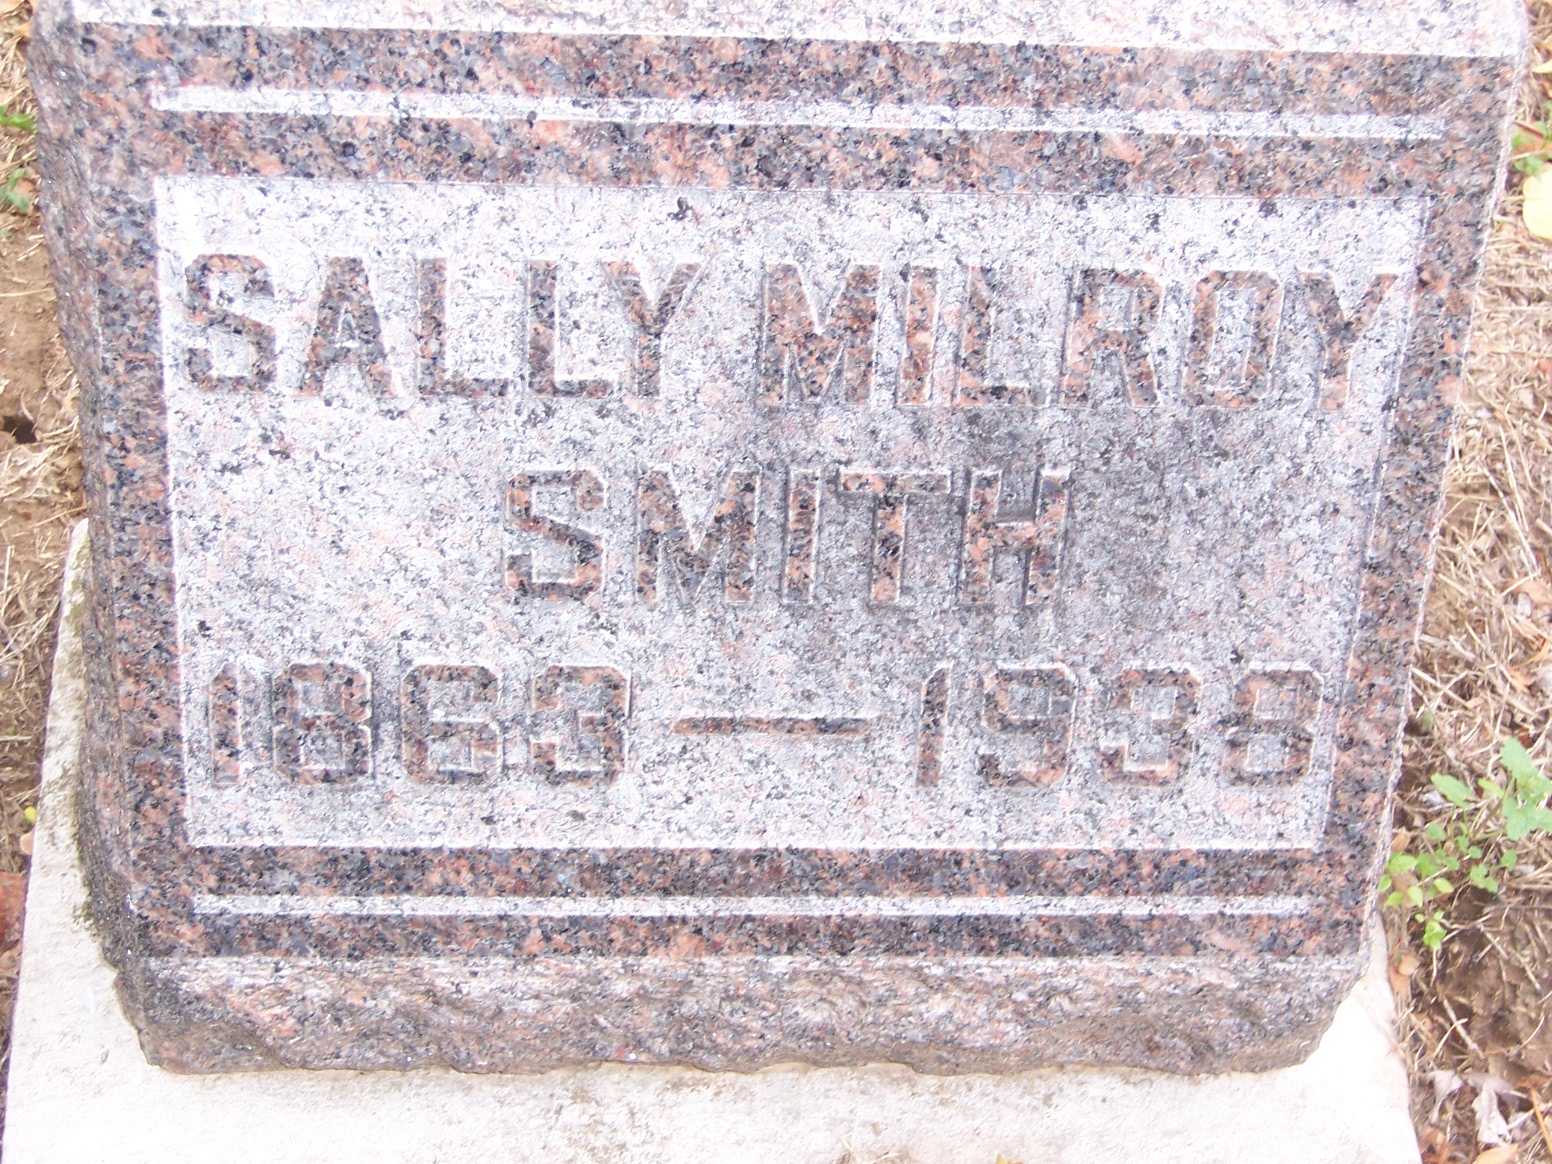 SALLY MILROY
SMITH
1863 — 1938